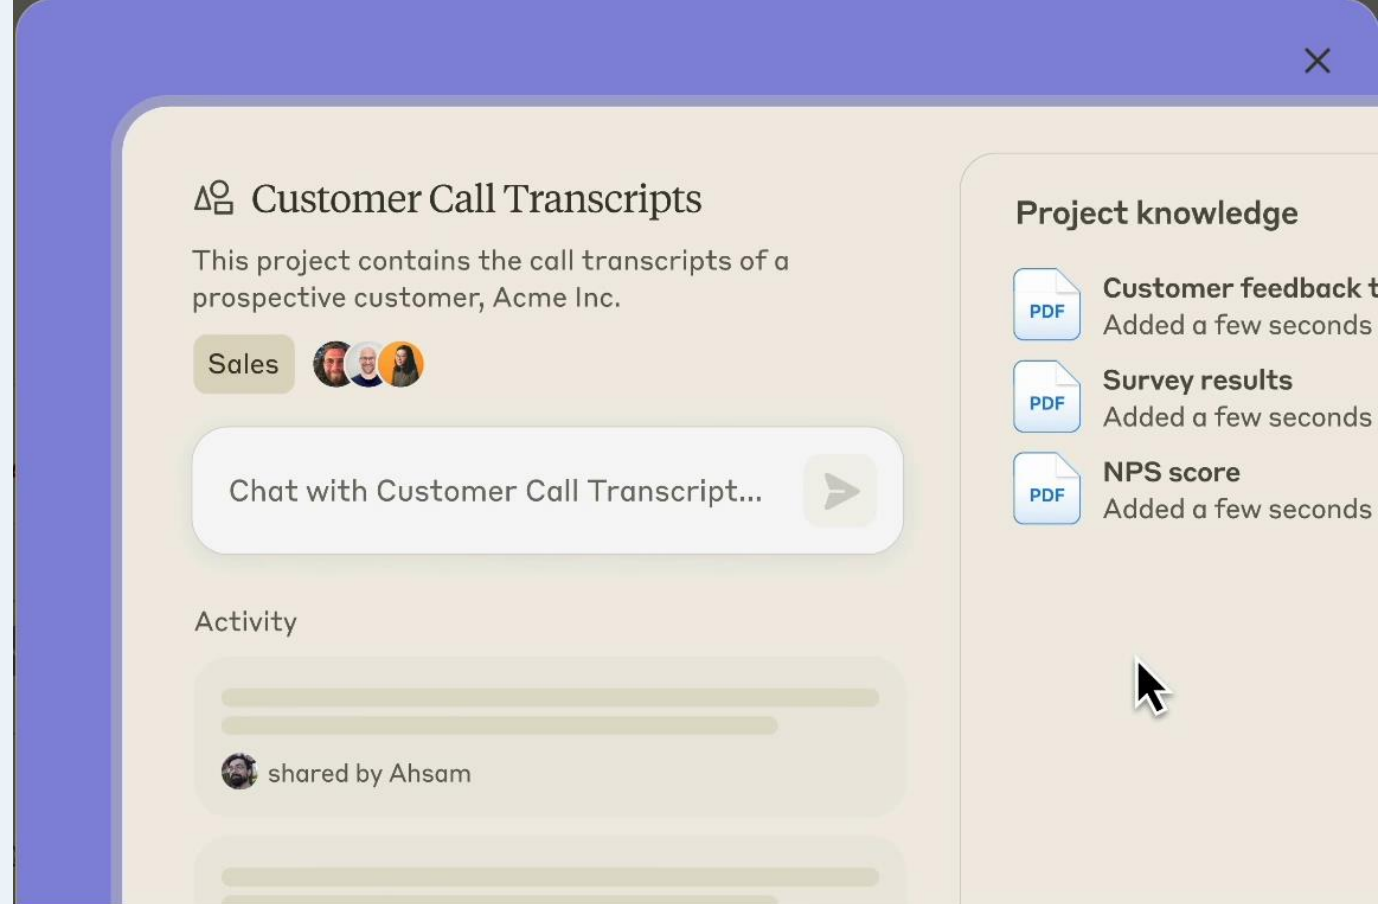 Customer Call Transcripts
This project contains the call transcripts of a
prospective customer, Acme Inc.
Sales
Chat with Customer Call Transcript...
Activity
shared by Ahsam
Project knowledge
PDF
Customer feedback t
Added a few seconds
PDF
Survey results
Added a few seconds
PDF
NPS score
Added a few seconds